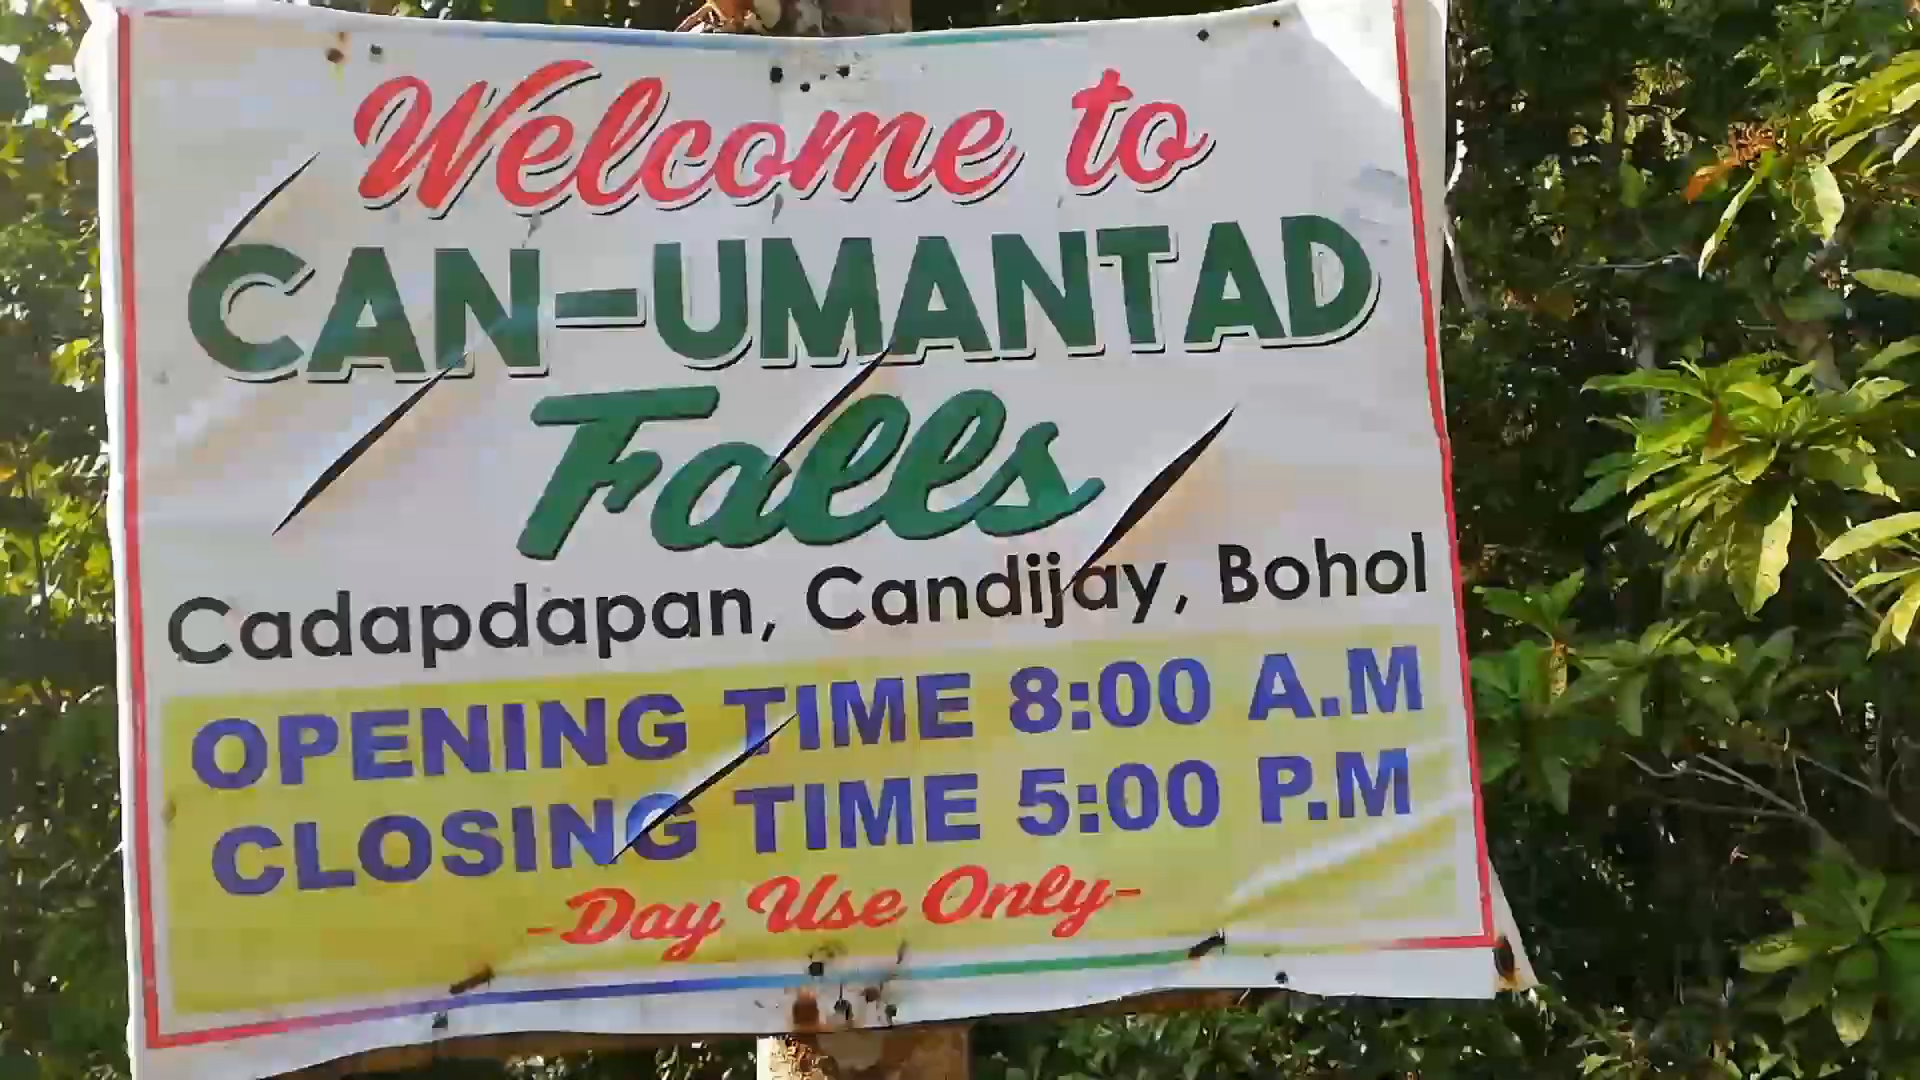 Welcome to
CAN-UMANTAD
Falls
Cadapdapan, Candijay, Bohol
OPENING TIME 8:00 A.M
CLOSING TIME 5:00 P.M
-Day Use Only-